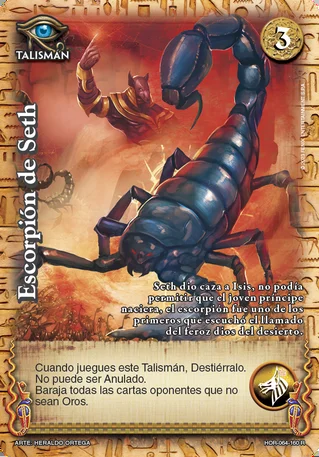 TALISMÁN
3
Escorpión de Seth
Seth dio caza a Isis, no podía
permitir que el joven príncipe
naciera, el escorpión fue uno de los
primeros que escuchó el llamado
del feroz dios del desierto.
Cuando juegues este Talismán, Destiérralo.
No puede ser Anulado.
Baraja todas las cartas oponentes que no
sean Oros.
ARTE: HERALDO ORTEGA
HDR-064-160 R